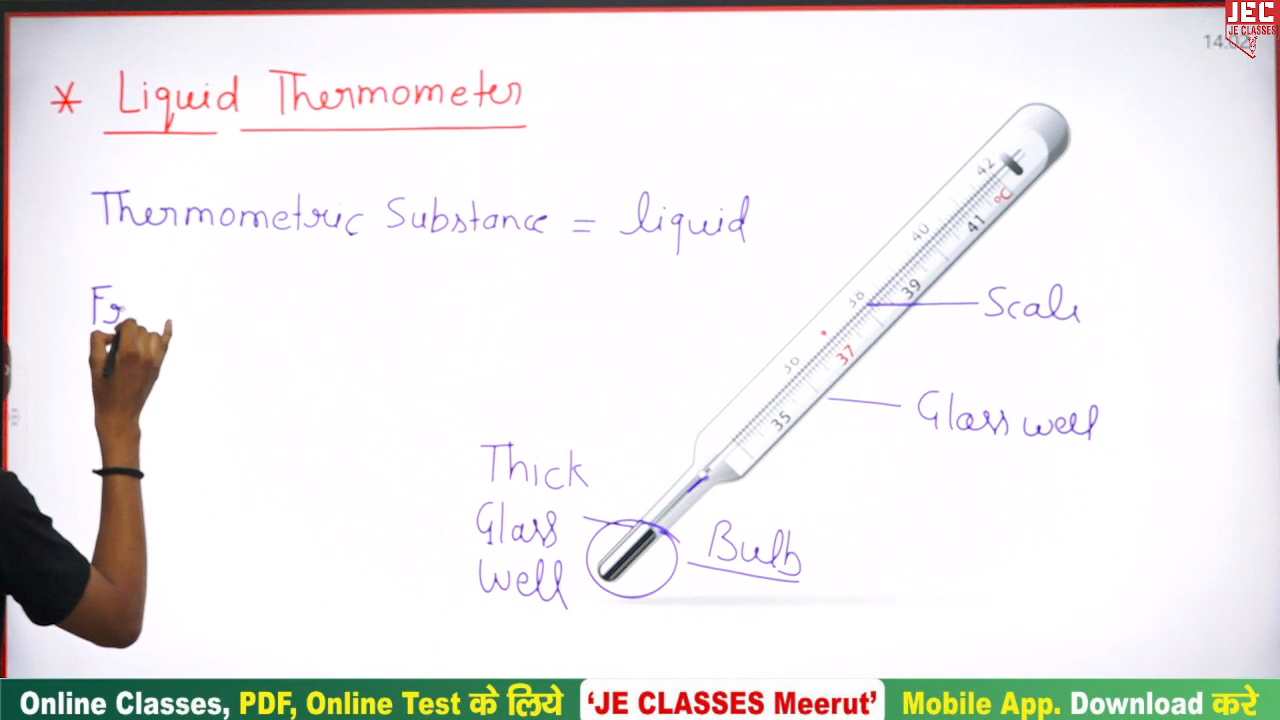 JEC
JE CLASSES
* Liquid Thermometer
Thermometric Substance = liquid
42
°C
41
40
39
38
37
36
35
Scale
Glass well
Thick
Glass
well
Bulb
Online Classes, PDF, Online Test के लिये 'JE CLASSES Meerut' Mobile App. Download करे